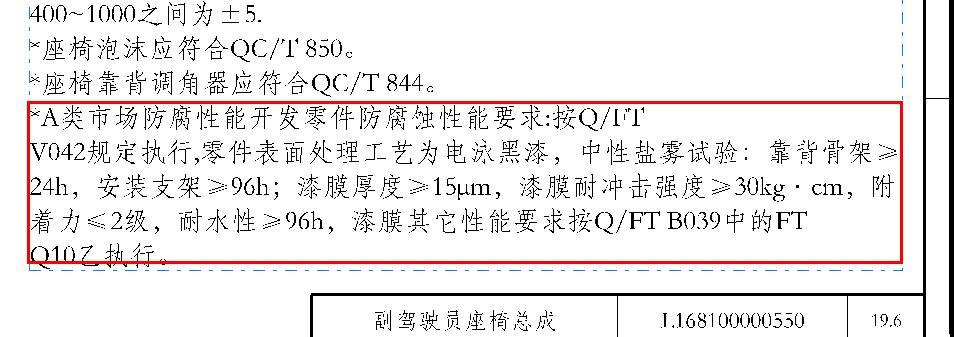 400~1000之间为±5.
*座椅泡沫应符合QC/T 850。
*座椅靠背调角器应符合QC/T 844。
*A类市场防腐性能开发零件防腐蚀性能要求:按Q/FT
V042规定执行,零件表面处理工艺为电泳黑漆，中性盐雾试验：靠背骨架≥
24h，安装支架≥96h；漆膜厚度≥15μm，漆膜耐冲击强度≥30kg·cm，附
着力≤2级，耐水性≥96h，漆膜其它性能要求按Q/FT B039中的FT
Q10乙执行。
副驾驶员座椅总成 L168100000550 19.6